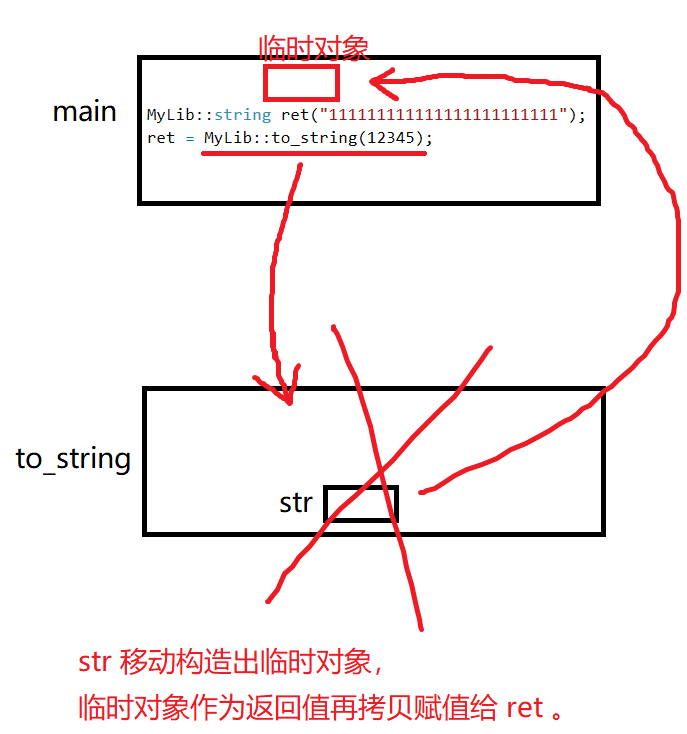 临时对象
main
MyLib::string ret("1111111111111111111111111");
ret = MyLib::to_string(12345);
to_string
str
str 移动构造出临时对象，
临时对象作为返回值再拷贝赋值给 ret 。